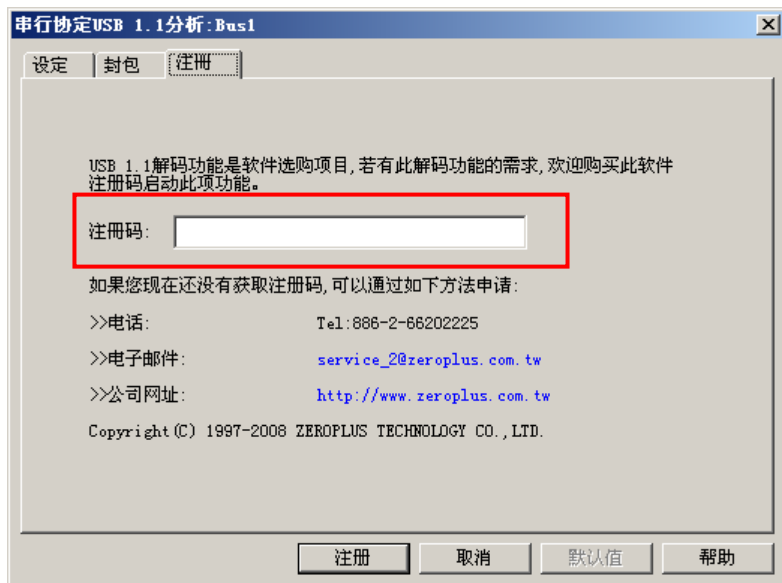 串行协定USB 1.1分析:Bus1
设定 封包 注册
USB 1.1解码功能是软件选购项目,若有此解码功能的需求,欢迎购买此软件
注册码启动此项功能。
注册码:
如果您现在还没有获取注册码,可以通过如下方法申请:
>>电话: Tel:886-2-66202225
>>电子邮件: service_2@zeroplus.com.tw
>>公司网址: http://www.zeroplus.com.tw
Copyright(C) 1997-2008 ZEROPLUS TECHNOLOGY CO.,LTD.
注册 取消 默认值 帮助